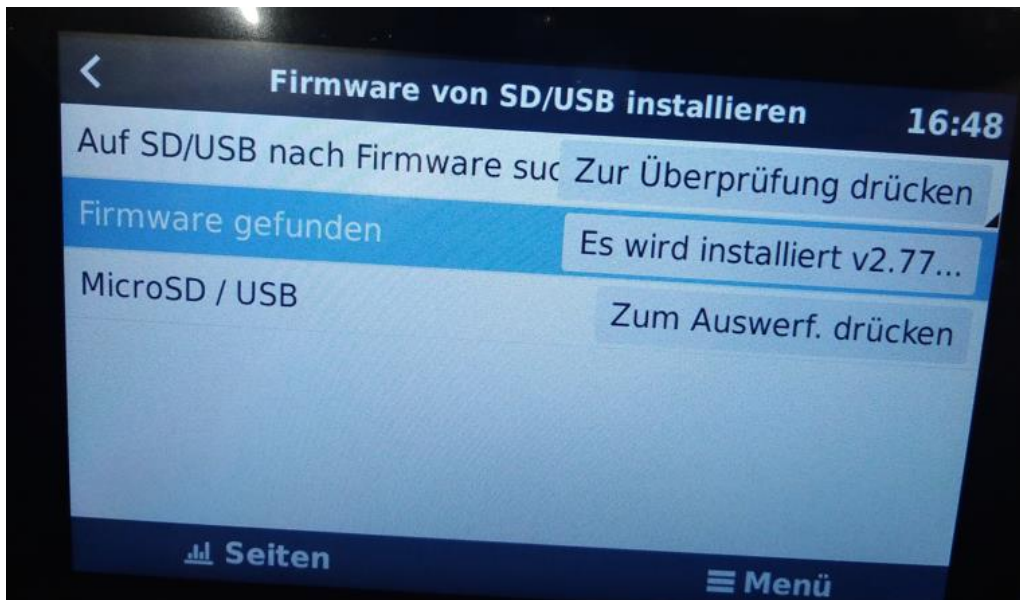 Firmware von SD/USB installieren 16:48
Auf SD/USB nach Firmware suc Zur Überprüfung drücken
Firmware gefunden Es wird installiert v2.77...
MicroSD / USB Zum Auswerf. drücken
Seiten Menü